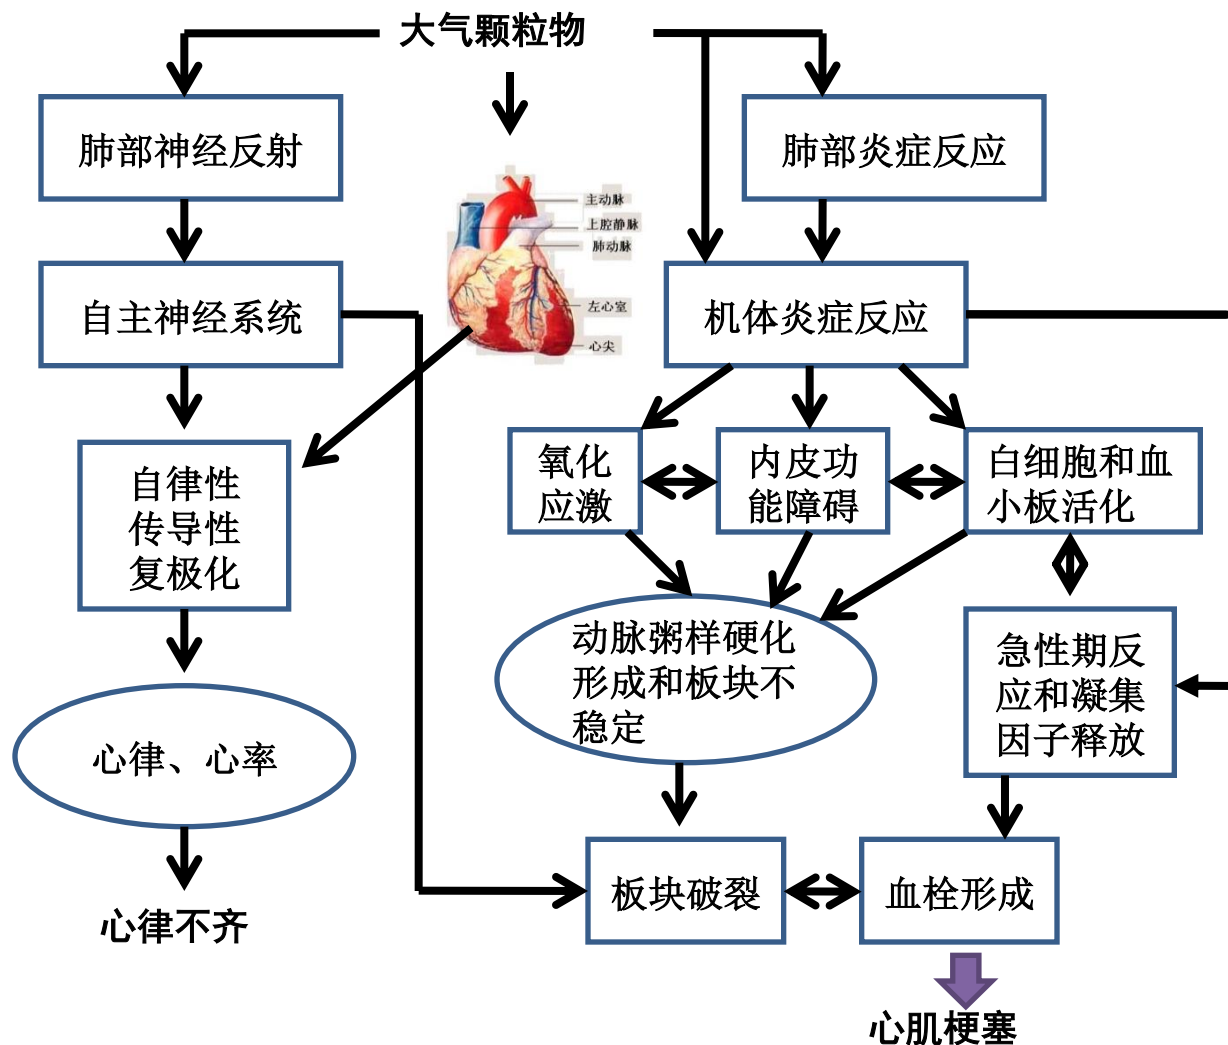 大气颗粒物
肺部神经反射
肺部炎症反应
主动脉
上腔静脉
肺动脉
左心室
心尖
自主神经系统
机体炎症反应
自律性
传导性
复极化
氧化
应激
内皮功
能障碍
白细胞和血
小板活化
动脉粥样硬化
形成和板块不
稳定
急性期反
应和凝集
因子释放
心律、心率
板块破裂
血栓形成
心律不齐
心肌梗塞